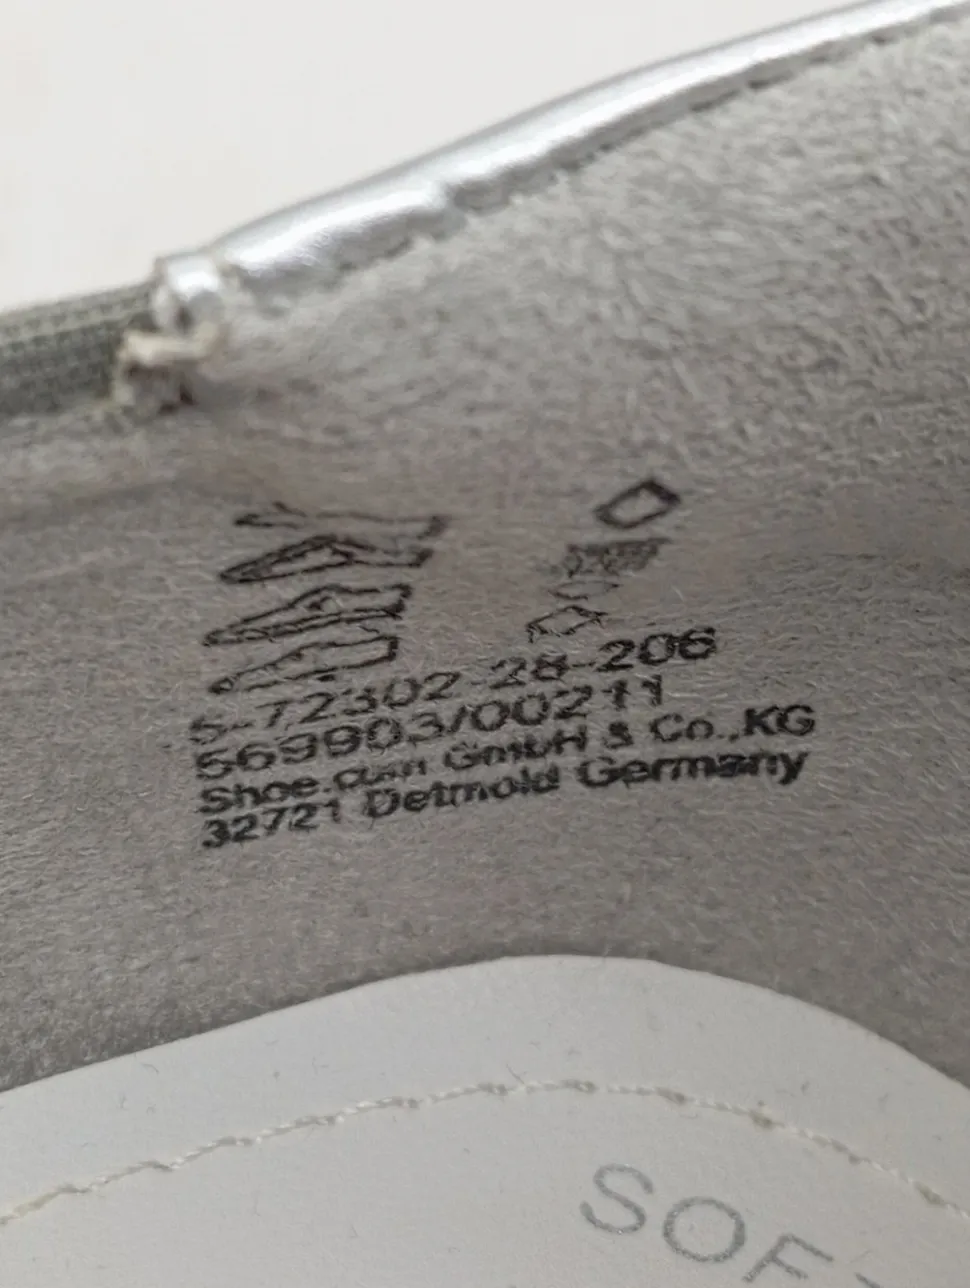 5-72302-28-206
569903/00211
Shoe.com GmbH & Co.,KG
32721 Detmold Germany
SOF